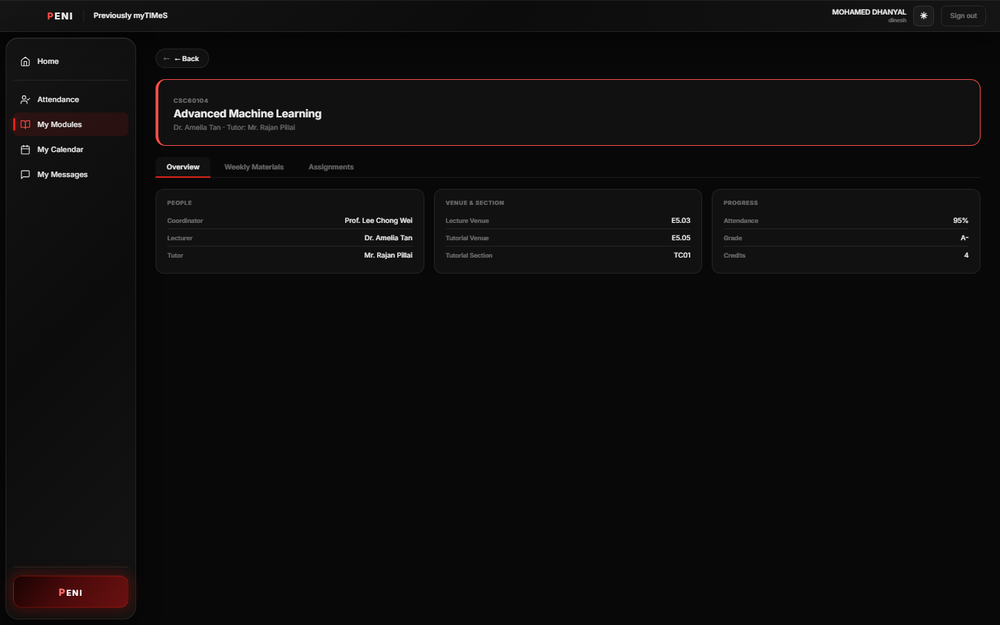 PENI
Previously myTIMeS
MOHAMED DHANYAL
dinesh
Sign out
Home
Attendance
My Modules
My Calendar
My Messages
PENI
← ← Back
CSC60104
Advanced Machine Learning
Dr. Amelia Tan · Tutor: Mr. Rajan Pillai
Overview
Weekly Materials
Assignments
PEOPLE
Coordinator Prof. Lee Chong Wei
Lecturer Dr. Amelia Tan
Tutor Mr. Rajan Pillai
VENUE & SECTION
Lecture Venue E5.03
Tutorial Venue E5.05
Tutorial Section TC01
PROGRESS
Attendance 95%
Grade A-
Credits 4